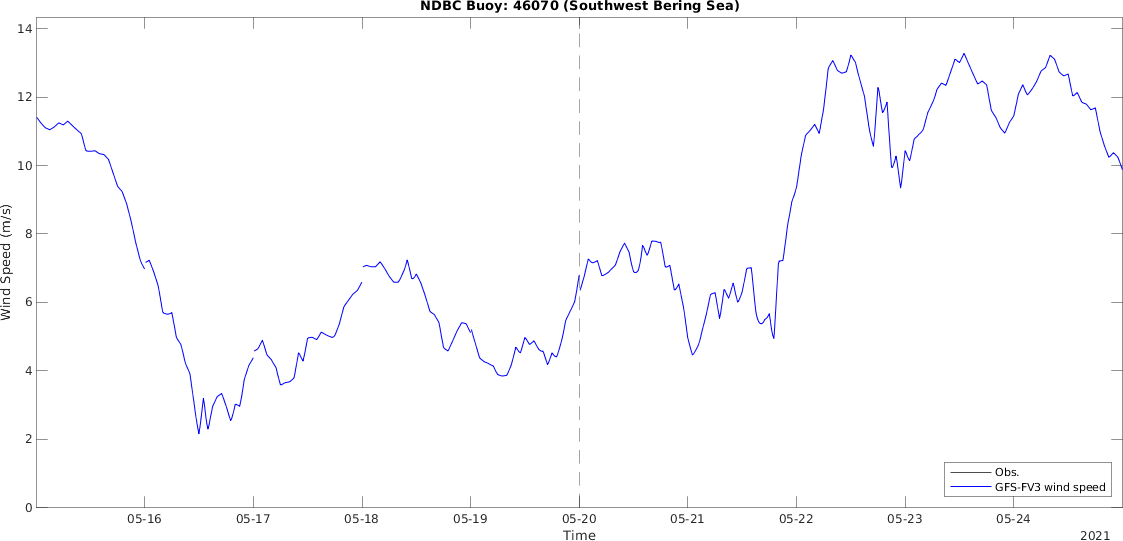 NDBC Buoy: 46070 (Southwest Bering Sea)
14
12
10
8
6
4
2
0
Wind Speed (m/s)
Obs.
GFS-FV3 wind speed
05-16 05-17 05-18 05-19 05-20 05-21 05-22 05-23 05-24
Time
2021